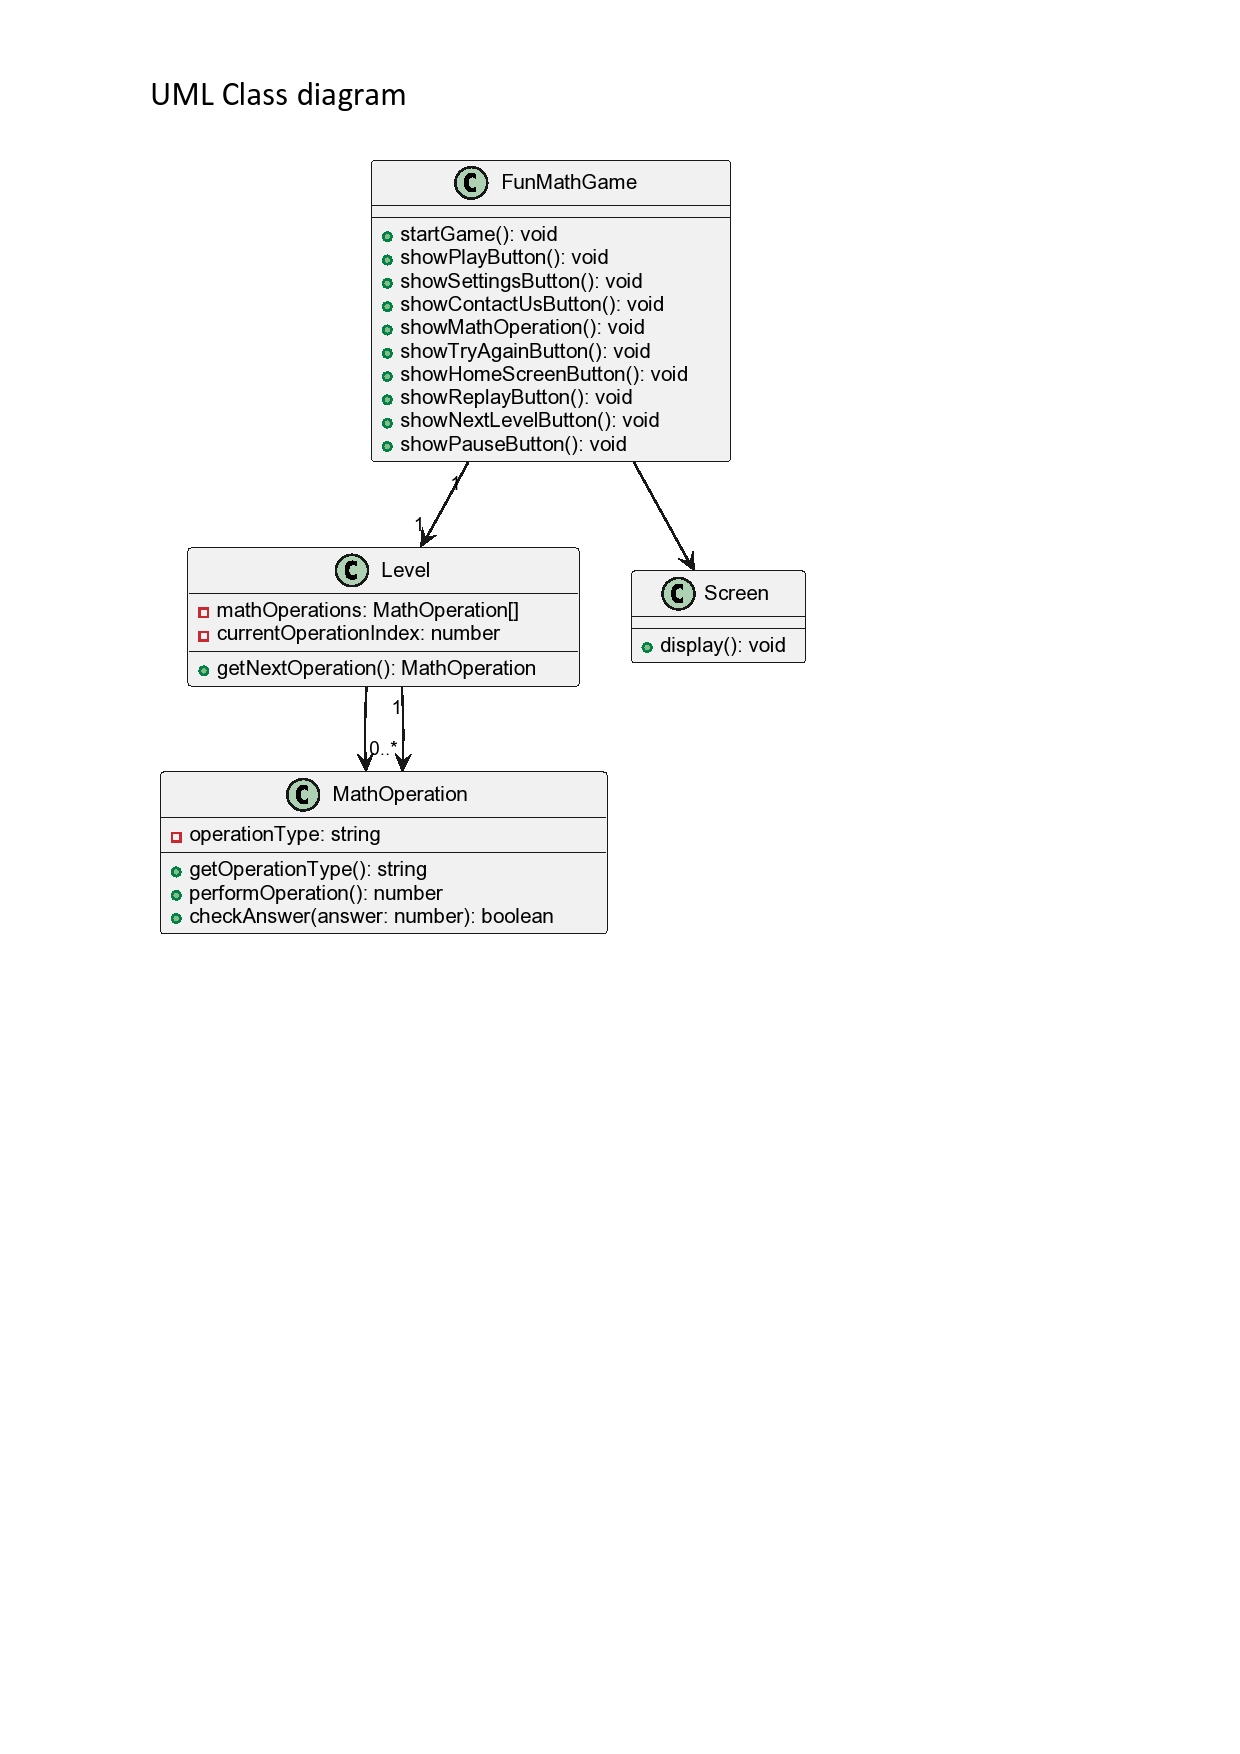 UML Class diagram
C FunMathGame
startGame(): void
showPlayButton(): void
showSettingsButton(): void
showContactUsButton(): void
showMathOperation(): void
showTryAgainButton(): void
showHomeScreenButton(): void
showReplayButton(): void
showNextLevelButton(): void
showPauseButton(): void
1
1
C Level
mathOperations: MathOperation[]
currentOperationIndex: number
getNextOperation(): MathOperation
C Screen
display(): void
1
0..*
C MathOperation
operationType: string
getOperationType(): string
performOperation(): number
checkAnswer(answer: number): boolean